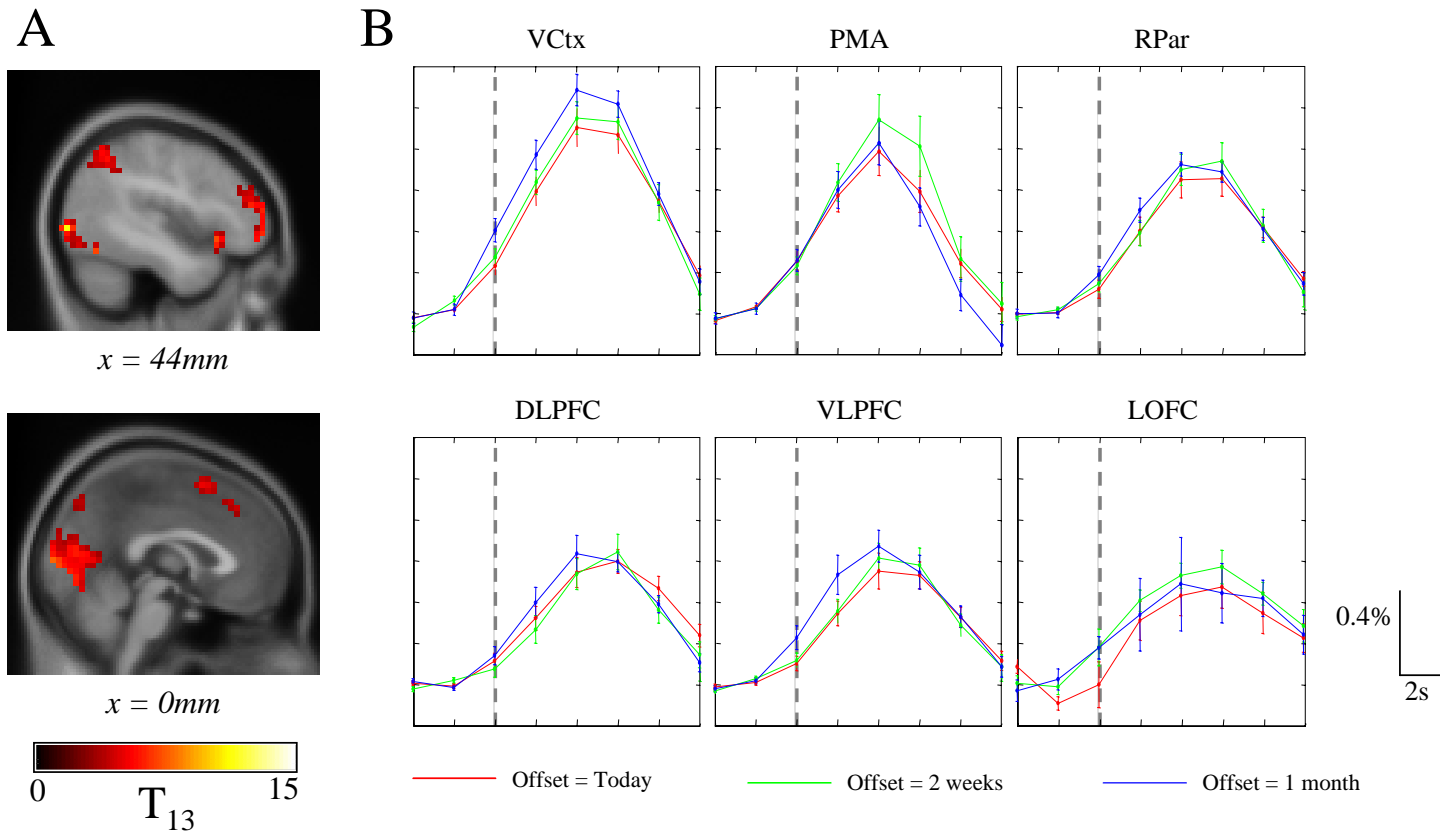 A
B
VCtx
PMA
RPar
x = 44mm
DLPFC
VLPFC
LOFC
0.4%
2s
x = 0mm
0
15
T13
Offset = Today
Offset = 2 weeks
Offset = 1 month